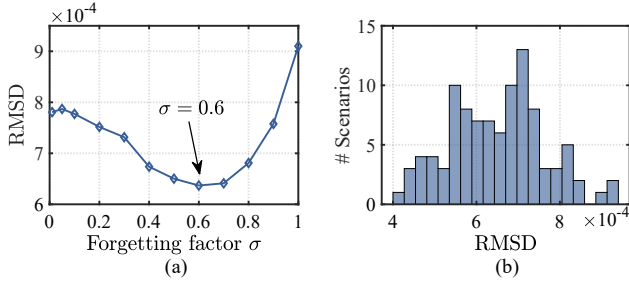 ×10⁻⁴
9
8
7
6
RMSD
σ = 0.6
0 0.2 0.4 0.6 0.8 1
Forgetting factor σ
(a)
15
10
5
0
# Scenarios
4 6 8 ×10⁻⁴
RMSD
(b)